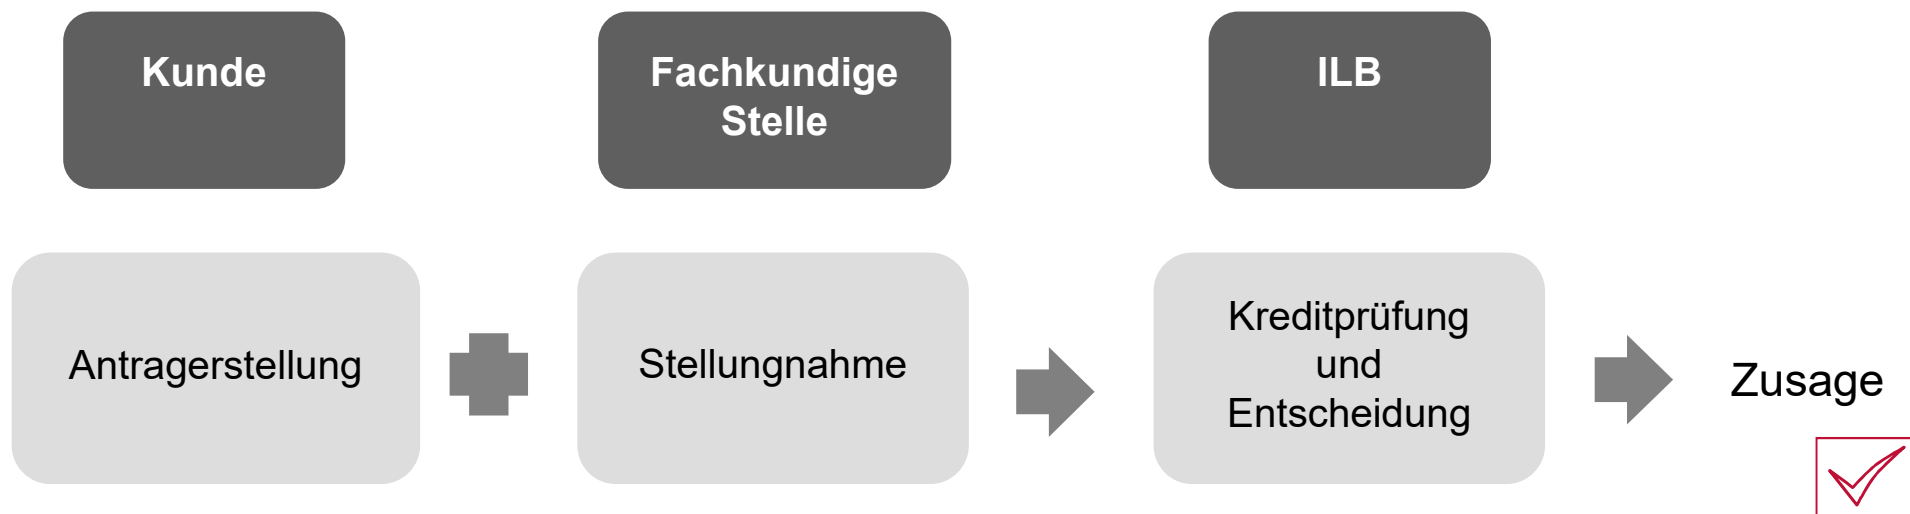 Kunde
Fachkundige
Stelle
ILB
Antragerstellung
Stellungnahme
Kreditprüfung
und
Entscheidung
Zusage